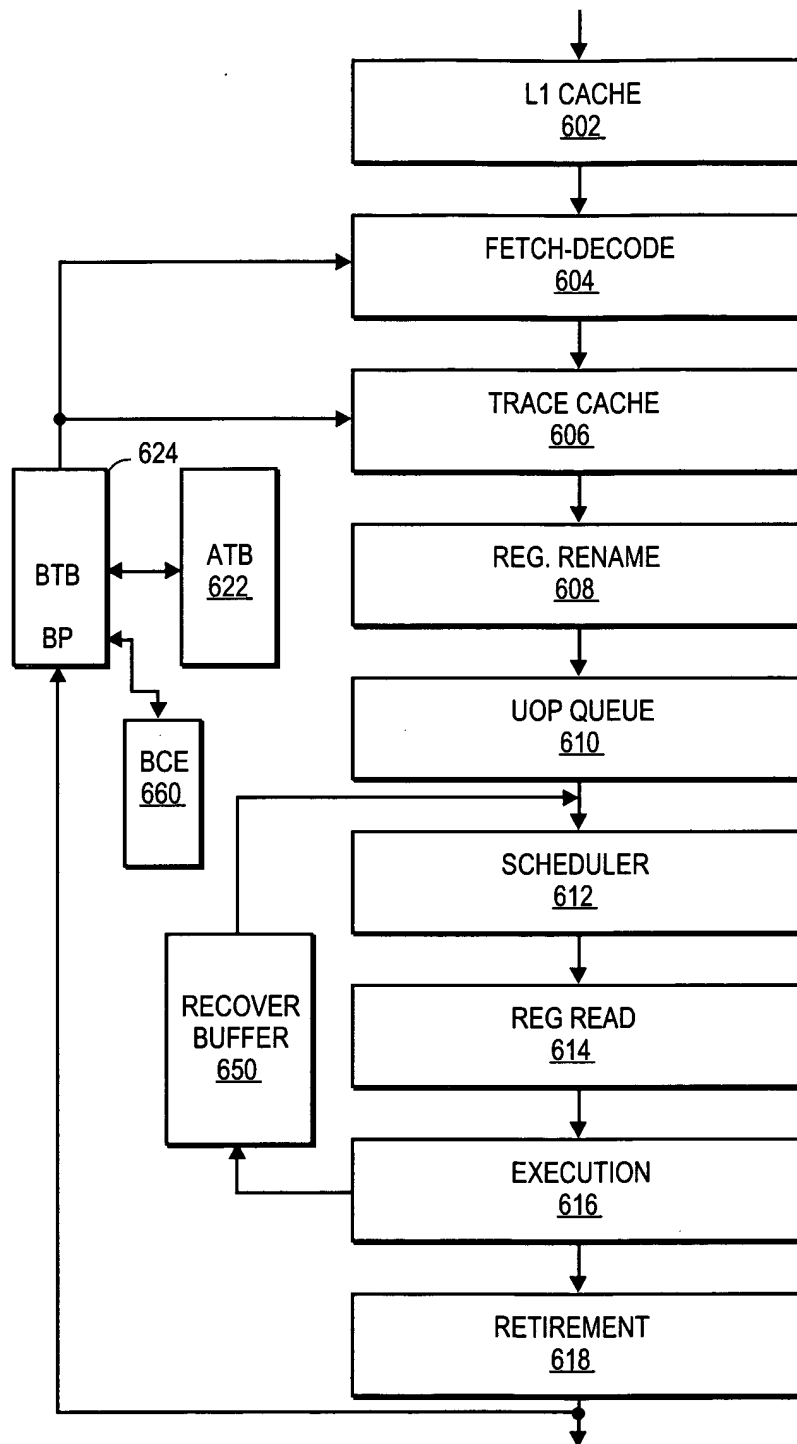 L1 CACHE
602
FETCH-DECODE
604
TRACE CACHE
606
624
BTB
BP
ATB
622
REG. RENAME
608
UOP QUEUE
610
BCE
660
SCHEDULER
612
RECOVER
BUFFER
650
REG READ
614
EXECUTION
616
RETIREMENT
618